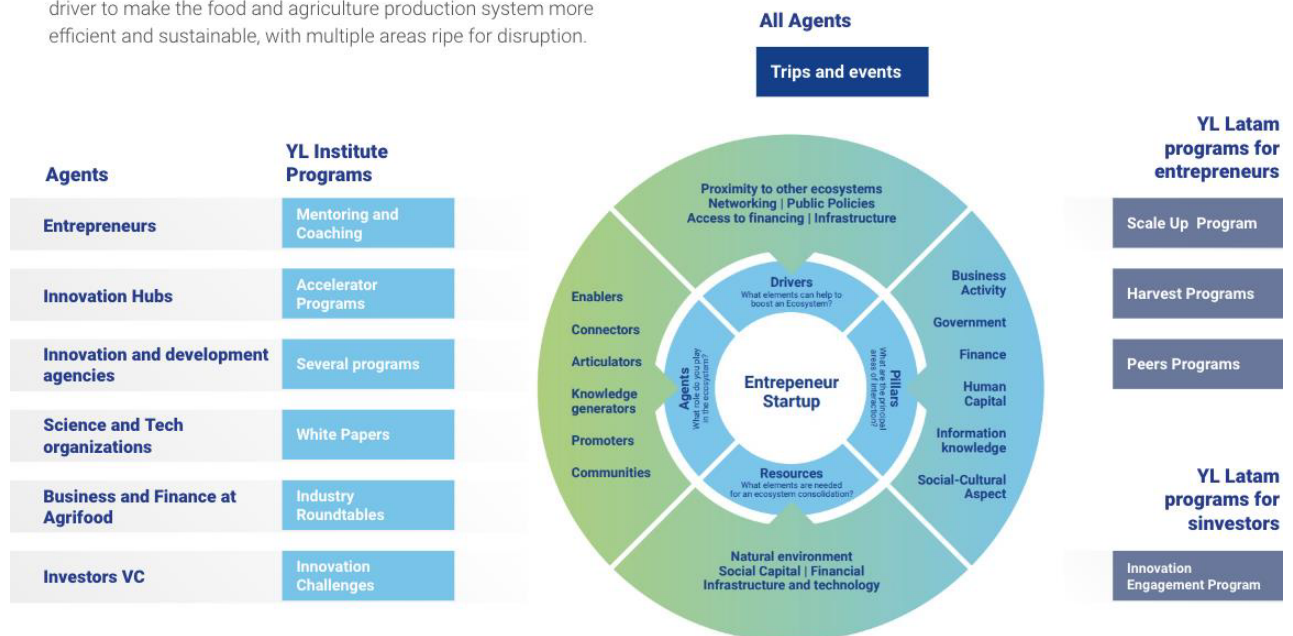 driver to make the food and agriculture production system more
efficient and sustainable, with multiple areas ripe for disruption.
All Agents
Trips and events
Agents
YL Institute
Programs
Entrepreneurs
Mentoring and
Coaching
Innovation Hubs
Accelerator
Programs
Innovation and development
agencies
Several programs
Science and Tech
organizations
White Papers
Business and Finance at
Agrifood
Industry
Roundtables
Investors VC
Innovation
Challenges
Proximity to other ecosystems
Networking | Public Policies
Access to financing | Infrastructure
Drivers
What elements can help to
boost an Ecosystem?
Enablers
Connectors
Articulators
Knowledge
generators
Promoters
Communities
Agents
What role do you play
in the ecosystem?
Entrepeneur
Startup
Pillars
What are the principal
areas of interaction?
Business
Activity
Government
Finance
Human
Capital
Information
knowledge
Social-Cultural
Aspect
Resources
What elements are needed
for an ecosystem consolidation?
Natural environment
Social Capital | Financial
Infrastructure and technology
YL Latam
programs for
entrepreneurs
Scale Up Program
Harvest Programs
Peers Programs
YL Latam
programs for
sinvestors
Innovation
Engagement Program